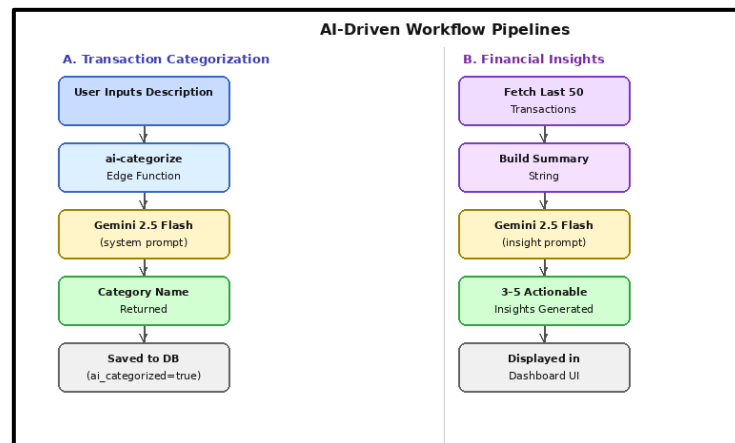 AI-Driven Workflow Pipelines
A. Transaction Categorization
User Inputs Description
ai-categorize
Edge Function
Gemini 2.5 Flash
(system prompt)
Category Name
Returned
Saved to DB
(ai_categorized=true)
B. Financial Insights
Fetch Last 50
Transactions
Build Summary
String
Gemini 2.5 Flash
(insight prompt)
3–5 Actionable
Insights Generated
Displayed in
Dashboard UI